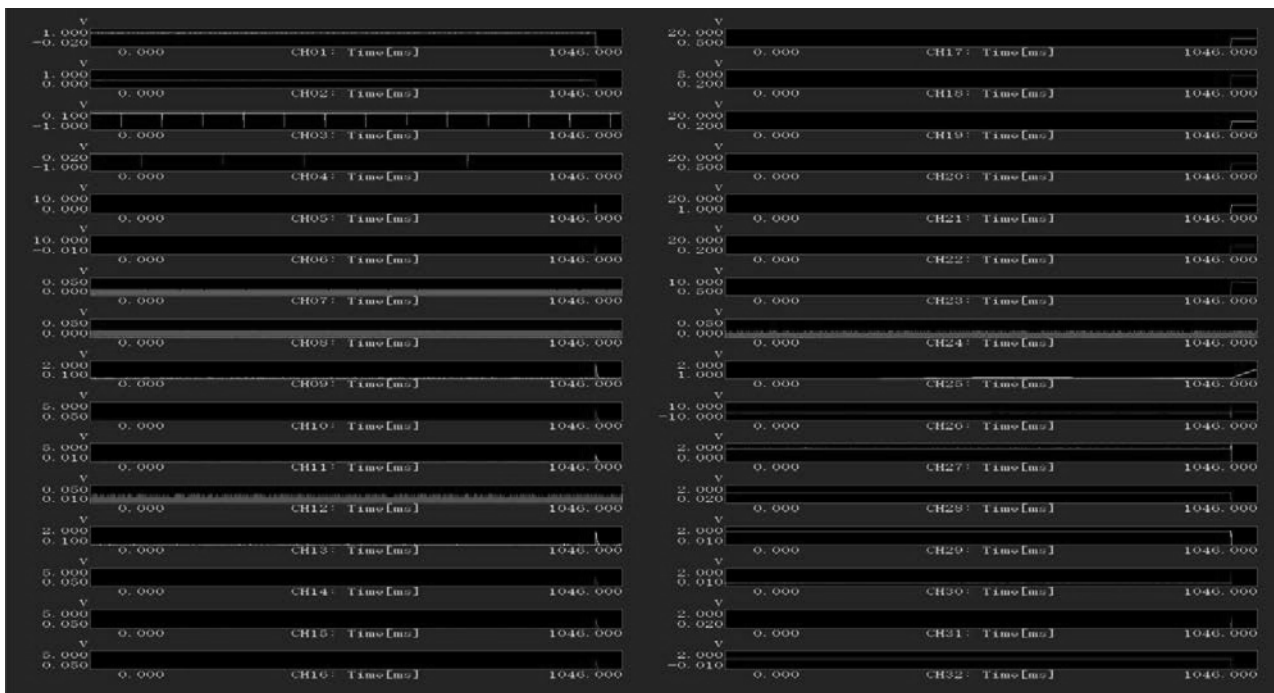 V
-1.000
-0.020
0.000 CH01: Time[ms] 1046.000
V
1.000
0.000
0.000 CH02: Time[ms] 1046.000
V
0.100
-1.000
0.000 CH03: Time[ms] 1046.000
V
0.020
-1.000
0.000 CH04: Time[ms] 1046.000
V
10.000
0.000
0.000 CH05: Time[ms] 1046.000
V
10.000
-0.010
0.000 CH06: Time[ms] 1046.000
V
0.050
0.000
0.000 CH07: Time[ms] 1046.000
V
0.050
0.000
0.000 CH08: Time[ms] 1046.000
V
2.000
0.100
0.000 CH09: Time[ms] 1046.000
V
5.000
0.050
0.000 CH10: Time[ms] 1046.000
V
5.000
0.010
0.000 CH11: Time[ms] 1046.000
V
0.050
0.010
0.000 CH12: Time[ms] 1046.000
V
2.000
0.100
0.000 CH13: Time[ms] 1046.000
V
5.000
0.050
0.000 CH14: Time[ms] 1046.000
V
5.000
0.050
0.000 CH15: Time[ms] 1046.000
V
5.000
0.050
0.000 CH16: Time[ms] 1046.000
V
20.000
0.500
0.000 CH17: Time[ms] 1046.000
V
5.000
0.200
0.000 CH18: Time[ms] 1046.000
V
20.000
0.200
0.000 CH19: Time[ms] 1046.000
V
20.000
0.500
0.000 CH20: Time[ms] 1046.000
V
20.000
1.000
0.000 CH21: Time[ms] 1046.000
V
20.000
0.200
0.000 CH22: Time[ms] 1046.000
V
10.000
0.500
0.000 CH23: Time[ms] 1046.000
V
0.050
0.000
0.000 CH24: Time[ms] 1046.000
V
2.000
1.000
0.000 CH25: Time[ms] 1046.000
V
-10.000
-10.000
0.000 CH26: Time[ms] 1046.000
V
2.000
0.000
0.000 CH27: Time[ms] 1046.000
V
2.000
0.020
0.000 CH28: Time[ms] 1046.000
V
2.000
0.010
0.000 CH29: Time[ms] 1046.000
V
2.000
0.010
0.000 CH30: Time[ms] 1046.000
V
2.000
0.020
0.000 CH31: Time[ms] 1046.000
V
-2.000
-0.010
0.000 CH32: Time[ms] 1046.000